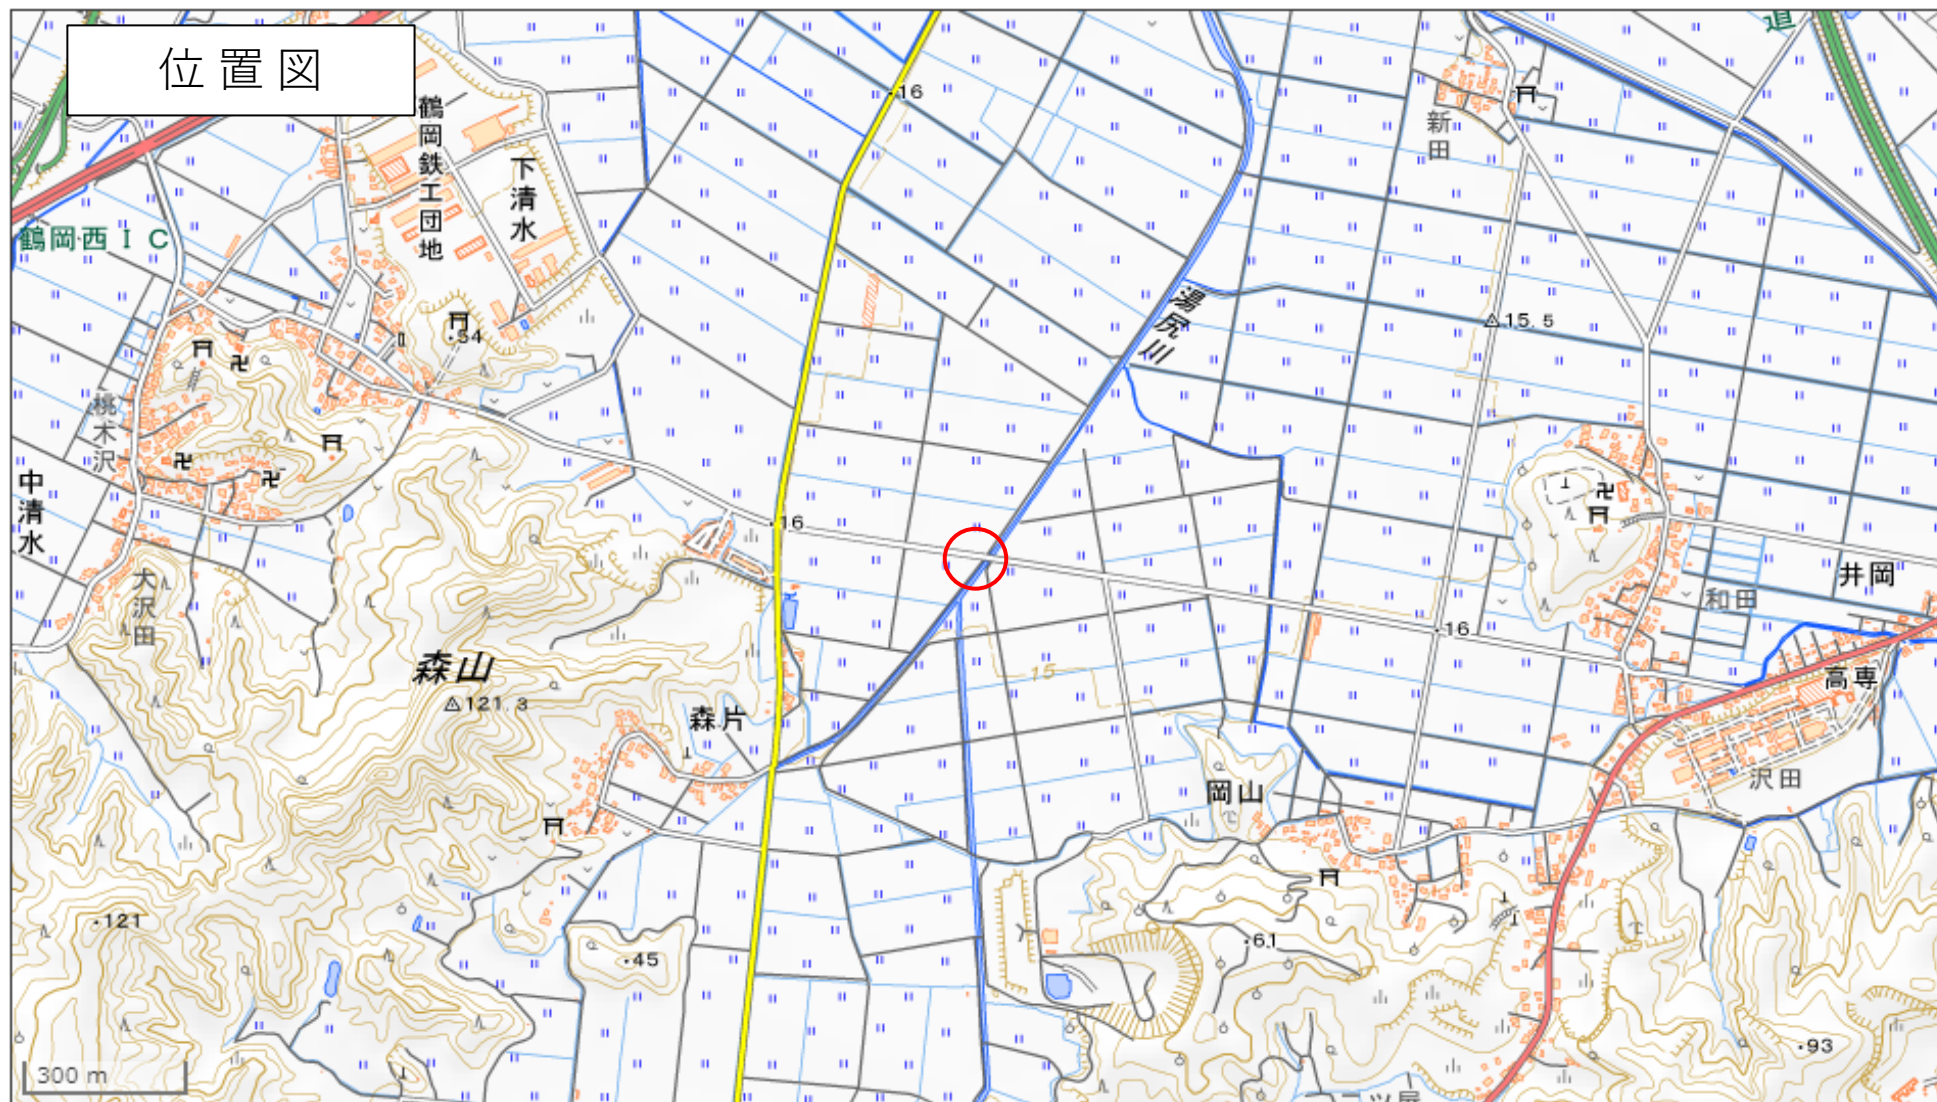 位置図
道
16
鶴岡鉄工団地
下清水
新田
鶴岡西ＩＣ
湯尻川
15.5
54
桃木沢
50
中清水
16
大沢田
和田
井岡
16
森山
121.3
15
高専
森片
沢田
岡山
121
61
45
93
300 m